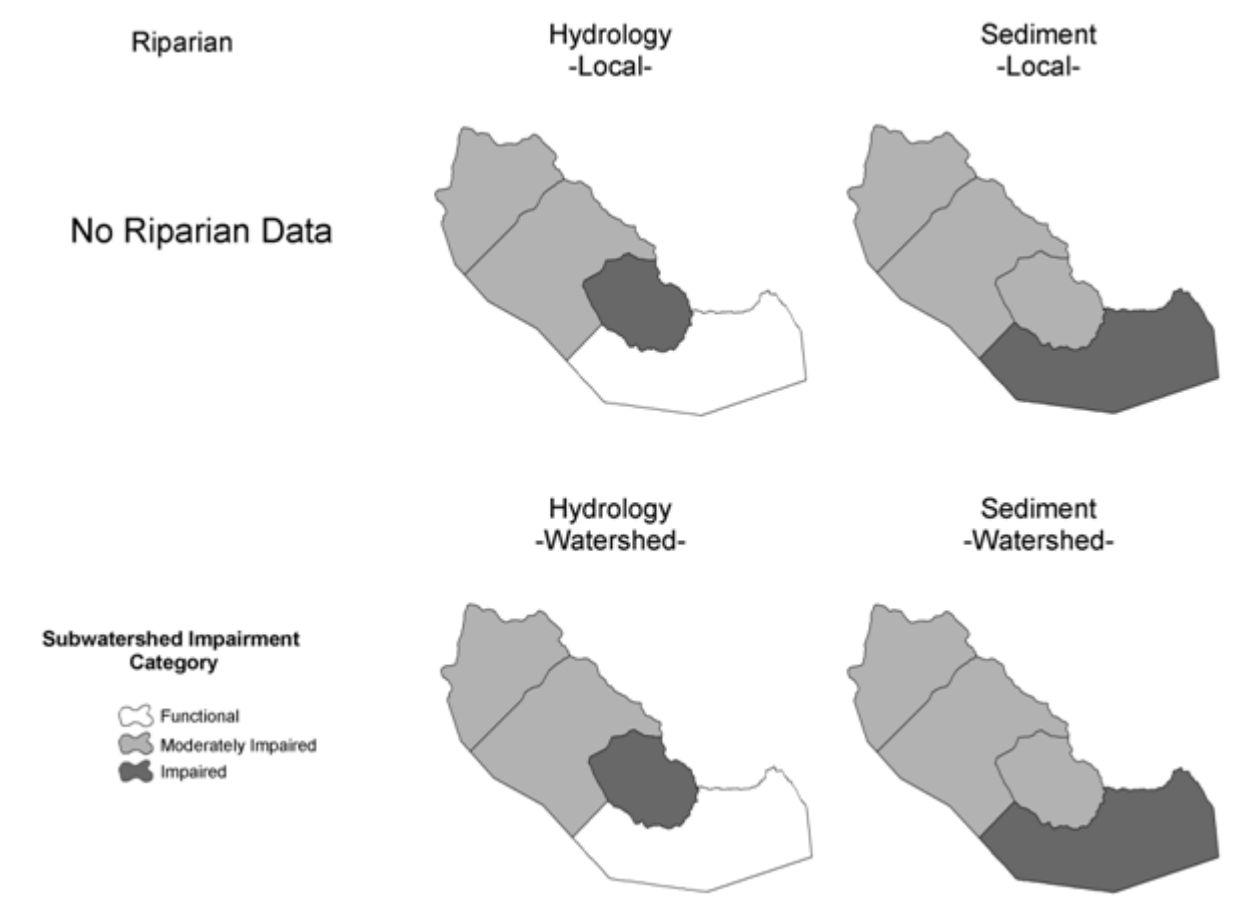 Riparian
Hydrology
-Local-
Sediment
-Local-
No Riparian Data
Hydrology
-Watershed-
Sediment
-Watershed-
Subwatershed Impairment
Category
Functional
Moderately Impaired
Impaired